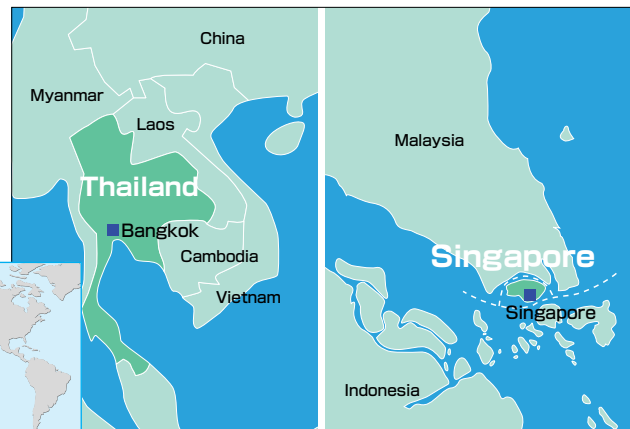 China
Myanmar
Laos
Thailand
Bangkok
Cambodia
Vietnam
Malaysia
Singapore
Singapore
Indonesia